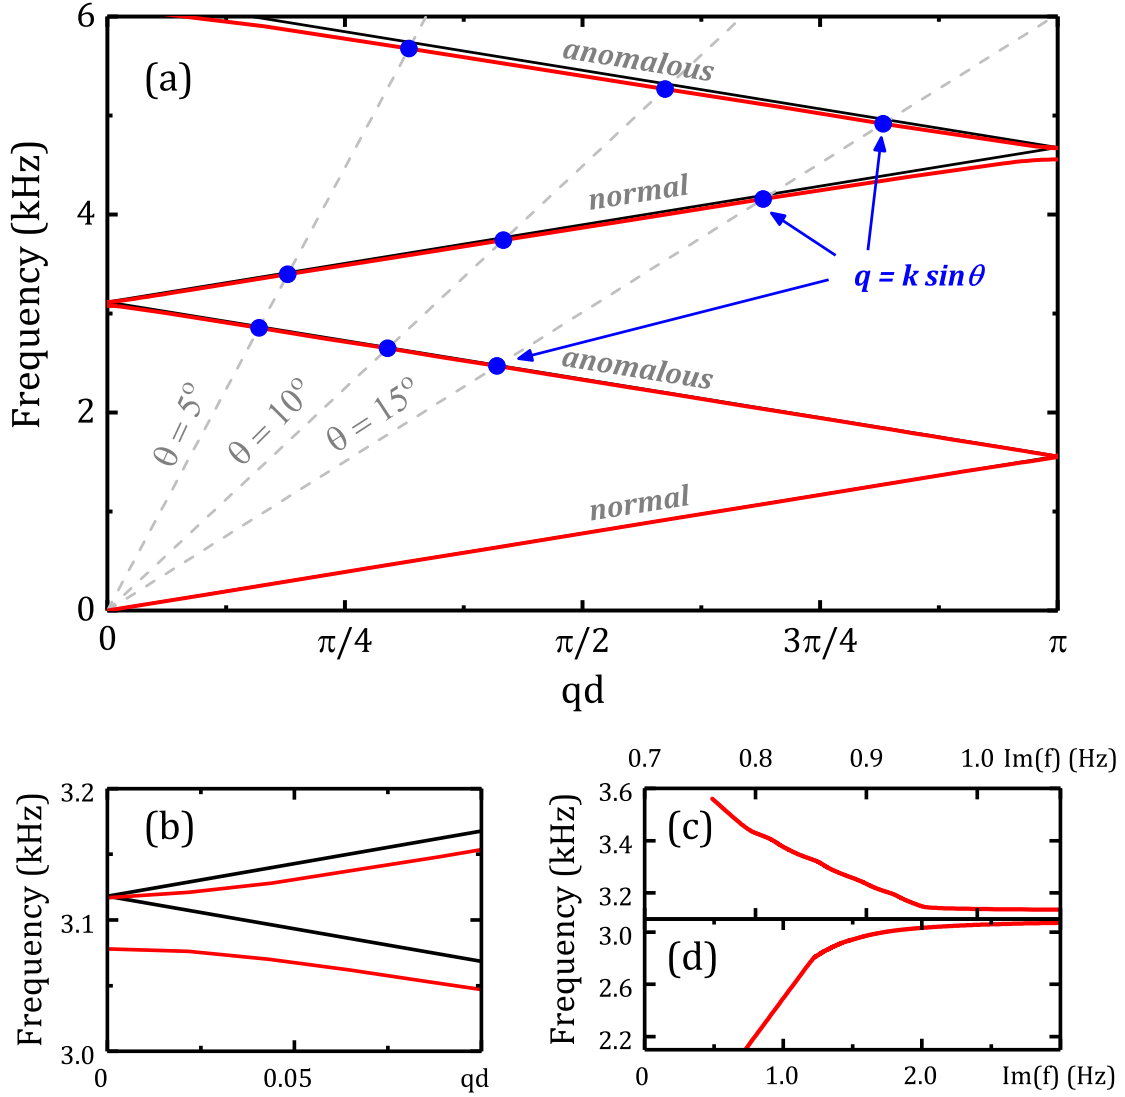 6
(a)
anomalous
normal
4
q = k sinθ
anomalous
θ = 5°
θ = 10°
θ = 15°
2
normal
0
Frequency (kHz)
0
π/4
π/2
3π/4
π
qd
3.2
(b)
3.1
3.0
Frequency (kHz)
0
0.05
qd
0.7
0.8
0.9
1.0
Im(f) (Hz)
3.6
(c)
3.4
3.2
3.0
(d)
2.6
2.2
Frequency (kHz)
0
1.0
2.0
Im(f) (Hz)